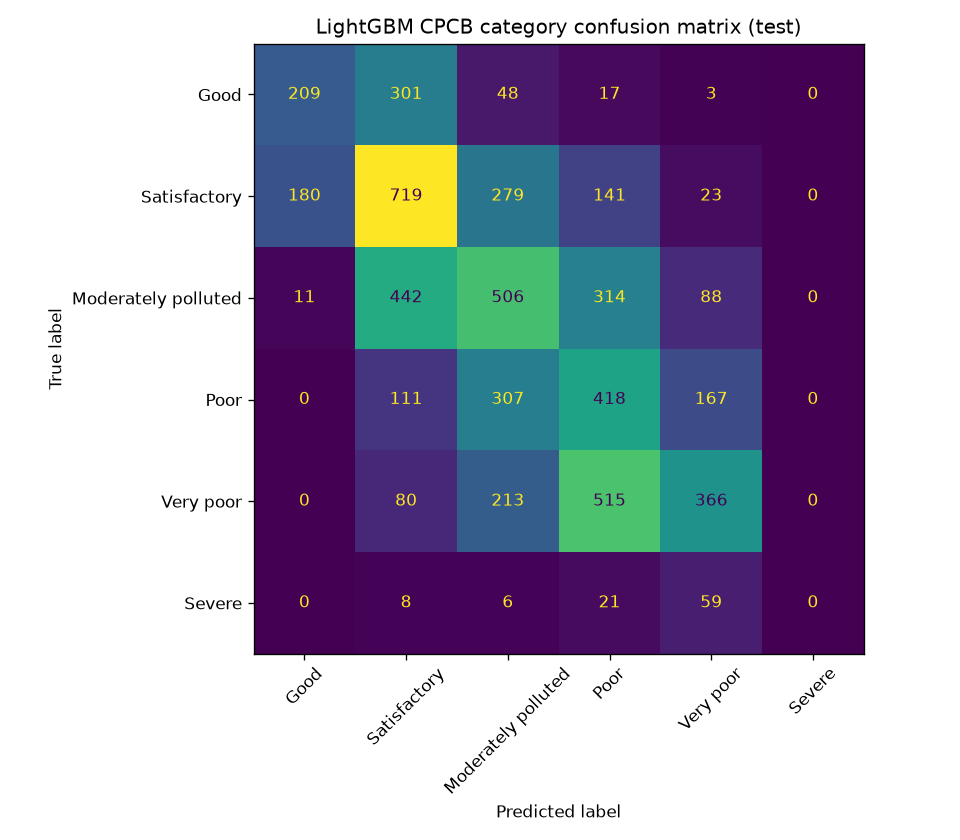 LightGBM CPCB category confusion matrix (test)
Good 209 301 48 17 3 0
Satisfactory 180 719 279 141 23 0
Moderately polluted 11 442 506 314 88 0
Poor 0 111 307 418 167 0
Very poor 0 80 213 515 366 0
Severe 0 8 6 21 59 0
True label
Good Satisfactory Moderately polluted Poor Very poor Severe
Predicted label